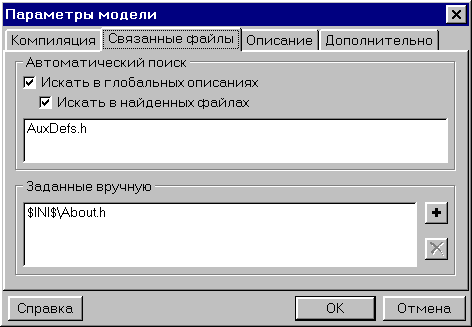 Параметры модели
Компиляция Связанные файлы Описание Дополнительно
Автоматический поиск
Искать в глобальных описаниях
Искать в найденных файлах
AuxDefs.h
Заданные вручную
$INI$\About.h
Справка OK Отмена